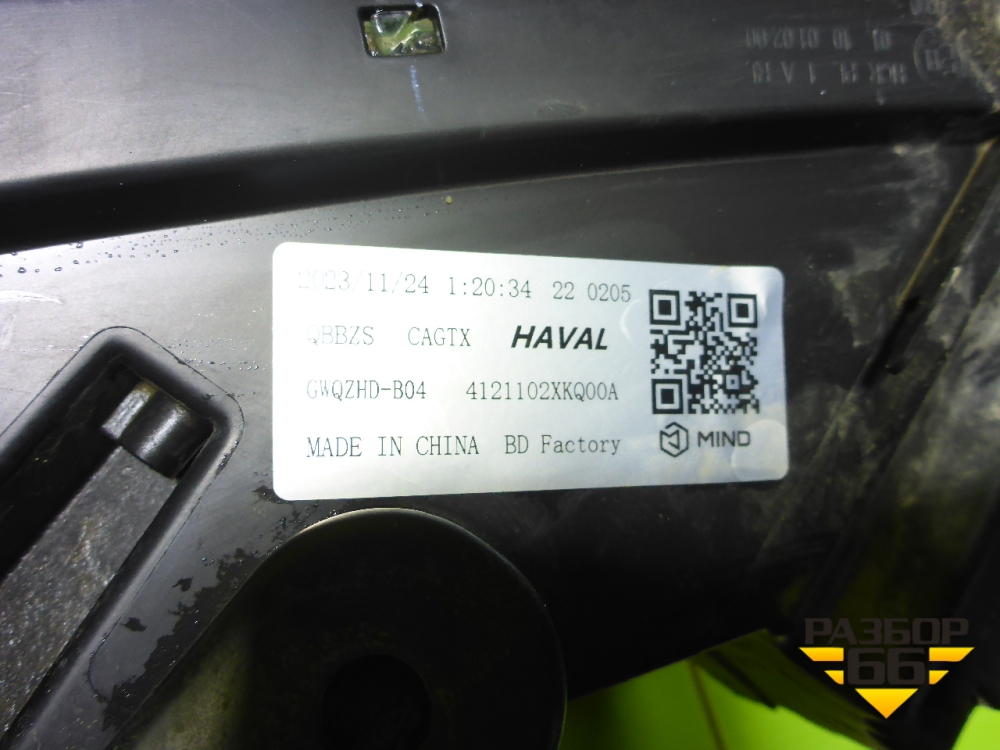 2023/11/24 1:20:34 22 0205
QBBZS CAGTX HAVAL
GWQZHD-B04 4121102XKQ00A
MADE IN CHINA BD Factory
MIND
РАЗБОР
66